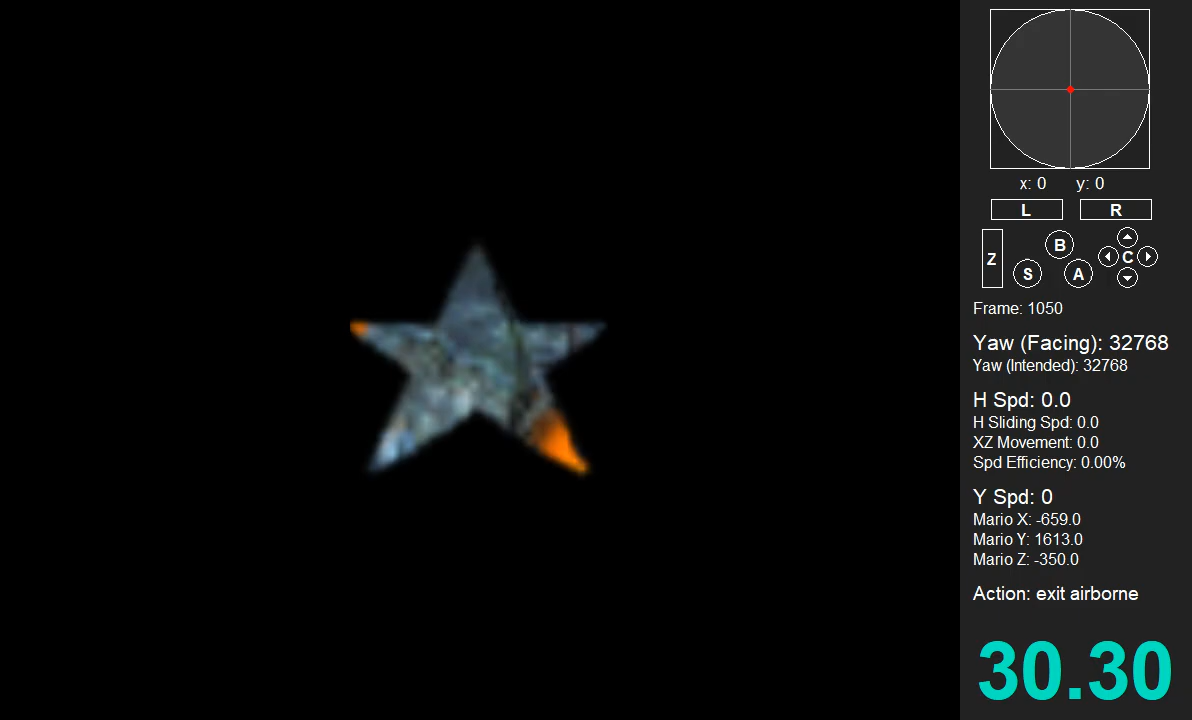 x: 0 y: 0
L R
Z S B A C
Frame: 1050
Yaw (Facing): 32768
Yaw (Intended): 32768
H Spd: 0.0
H Sliding Spd: 0.0
XZ Movement: 0.0
Spd Efficiency: 0.00%
Y Spd: 0
Mario X: -659.0
Mario Y: 1613.0
Mario Z: -350.0
Action: exit airborne
30.30